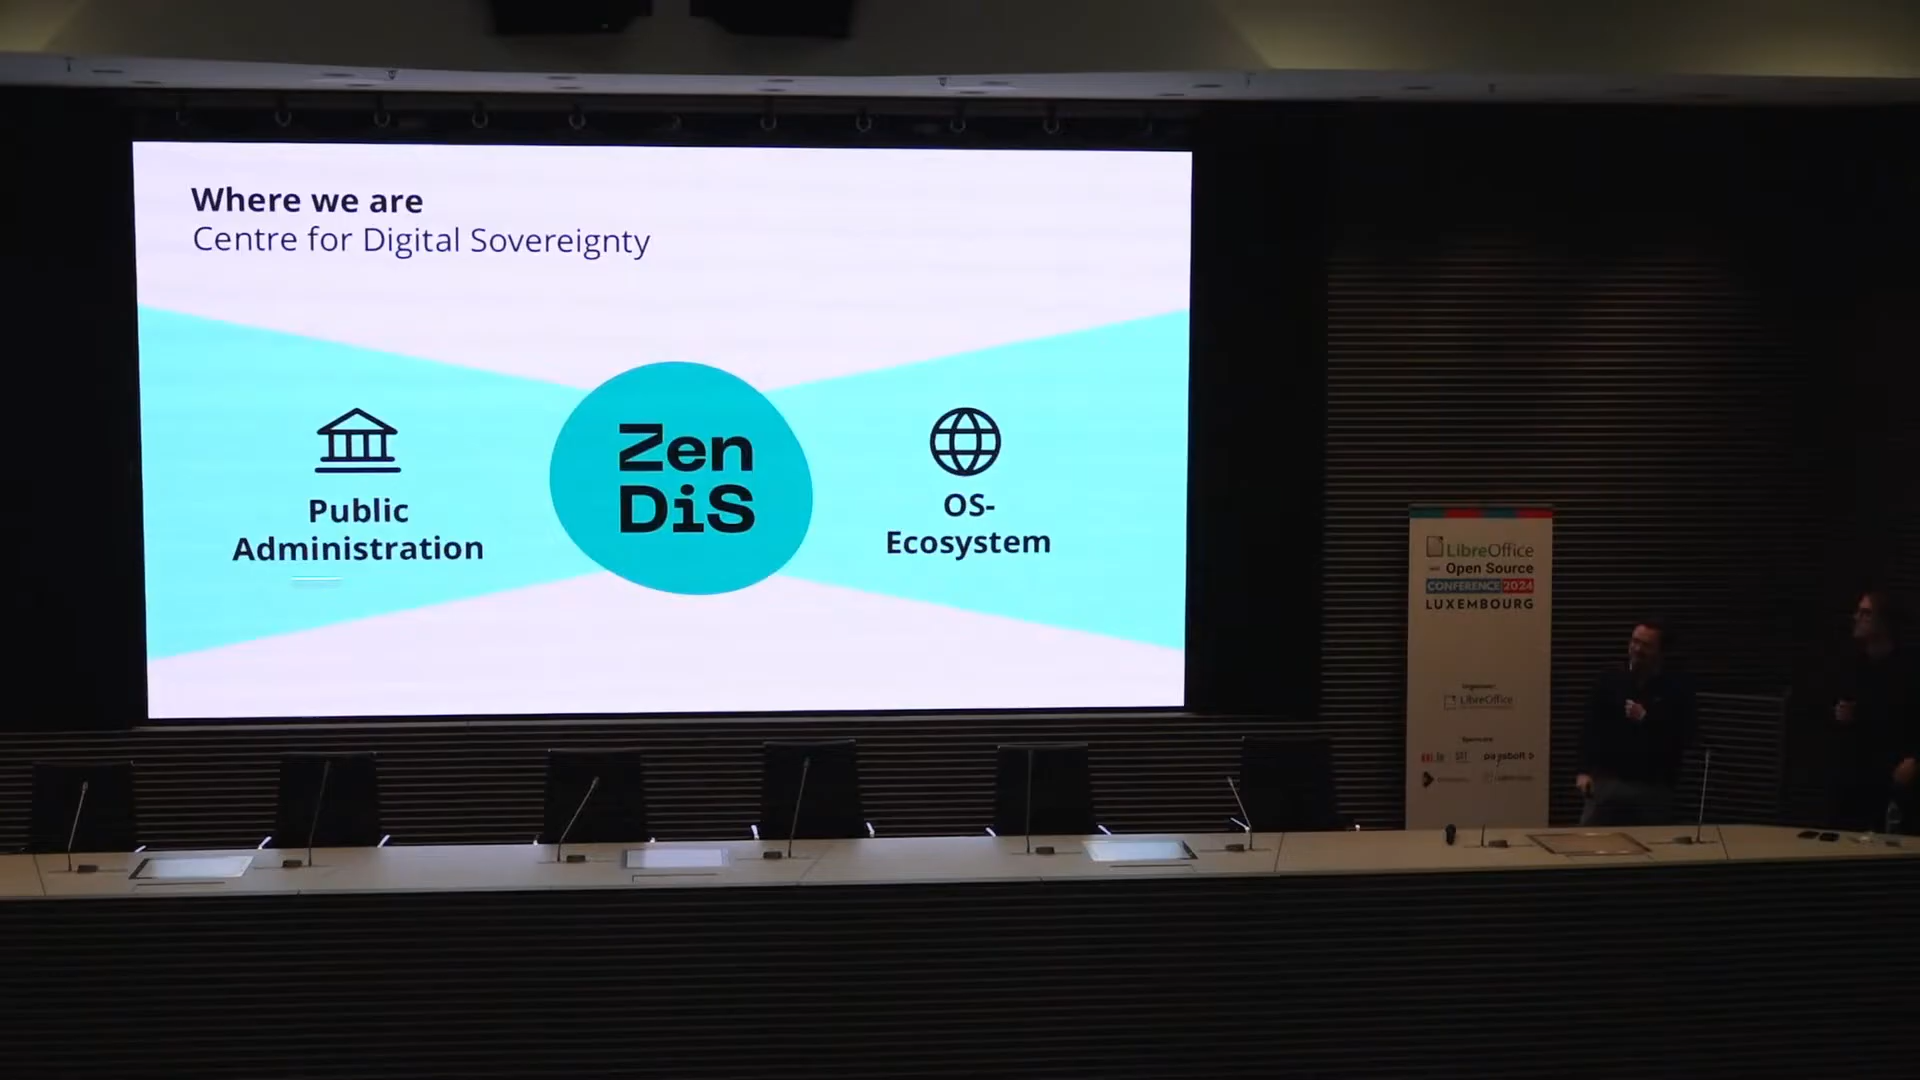 Where we are
Centre for Digital Sovereignty
Public
Administration
Zen
DiS
OS-
Ecosystem
LibreOffice
Open Source
CONFERENCE 2024
LUXEMBOURG
LibreOffice